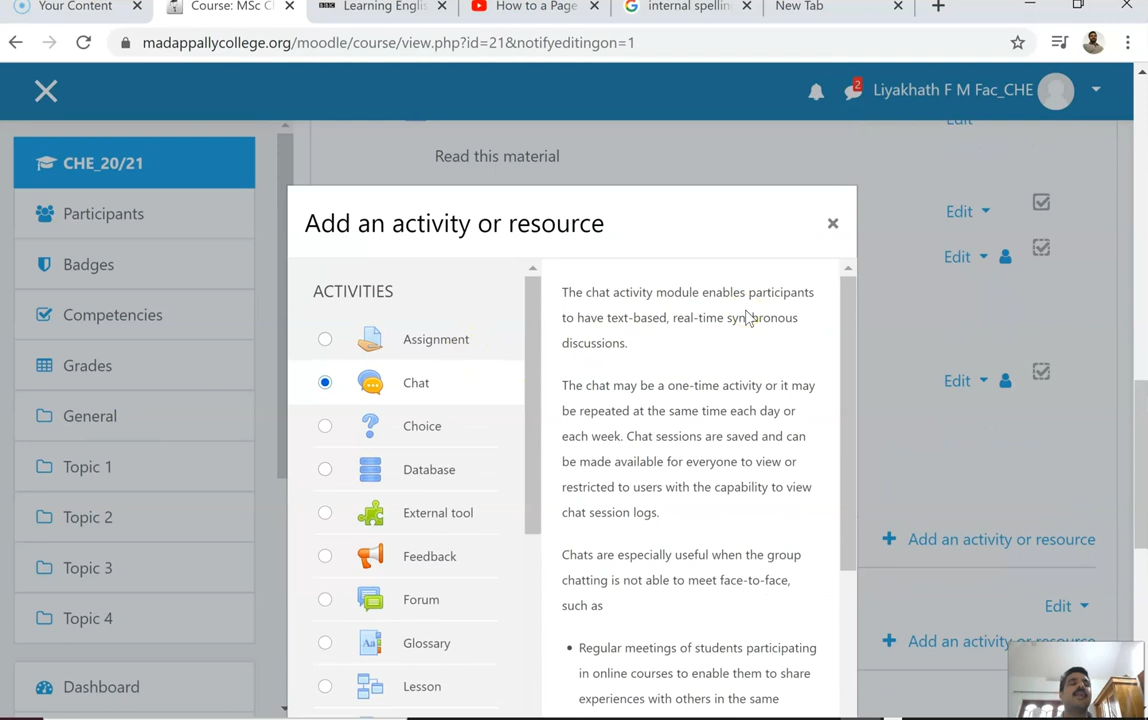 Your Content
Course: MSc C
BBC
Learning Englis
How to a Page
internal spellin
New Tab
madappallycollege.org/moodle/course/view.php?id=21&notifyeditingon=1
2
Liyakhath F M Fac_CHE
CHE_20/21
Participants
Badges
Competencies
Grades
General
Topic 1
Topic 2
Topic 3
Topic 4
Dashboard
Edit
Read this material
Edit
Edit
Edit
Add an activity or resource
Edit
Add an activity or resource
Add an activity or resource
ACTIVITIES
Assignment
Chat
Choice
Database
External tool
Feedback
Forum
Aa
Glossary
Lesson
The chat activity module enables participants
to have text-based, real-time synchronous
discussions.
The chat may be a one-time activity or it may
be repeated at the same time each day or
each week. Chat sessions are saved and can
be made available for everyone to view or
restricted to users with the capability to view
chat session logs.
Chats are especially useful when the group
chatting is not able to meet face-to-face,
such as
Regular meetings of students participating
in online courses to enable them to share
experiences with others in the same